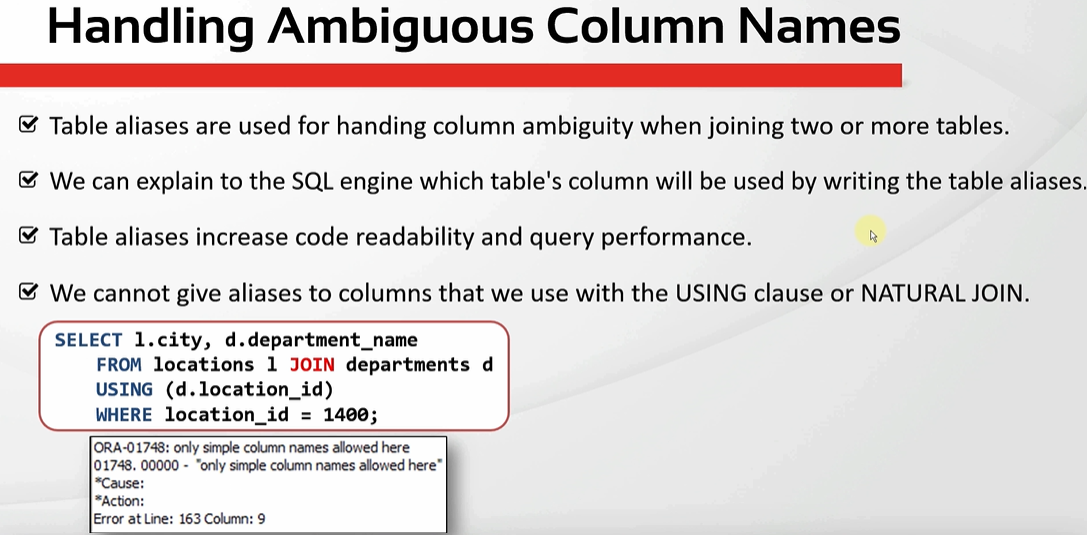 Handling Ambiguous Column Names
Table aliases are used for handing column ambiguity when joining two or more tables.
We can explain to the SQL engine which table's column will be used by writing the table aliases.
Table aliases increase code readability and query performance.
We cannot give aliases to columns that we use with the USING clause or NATURAL JOIN.
SELECT l.city, d.department_name
FROM locations l JOIN departments d
USING (d.location_id)
WHERE location_id = 1400;
ORA-01748: only simple column names allowed here
01748. 00000 - "only simple column names allowed here"
*Cause:
*Action:
Error at Line: 163 Column: 9